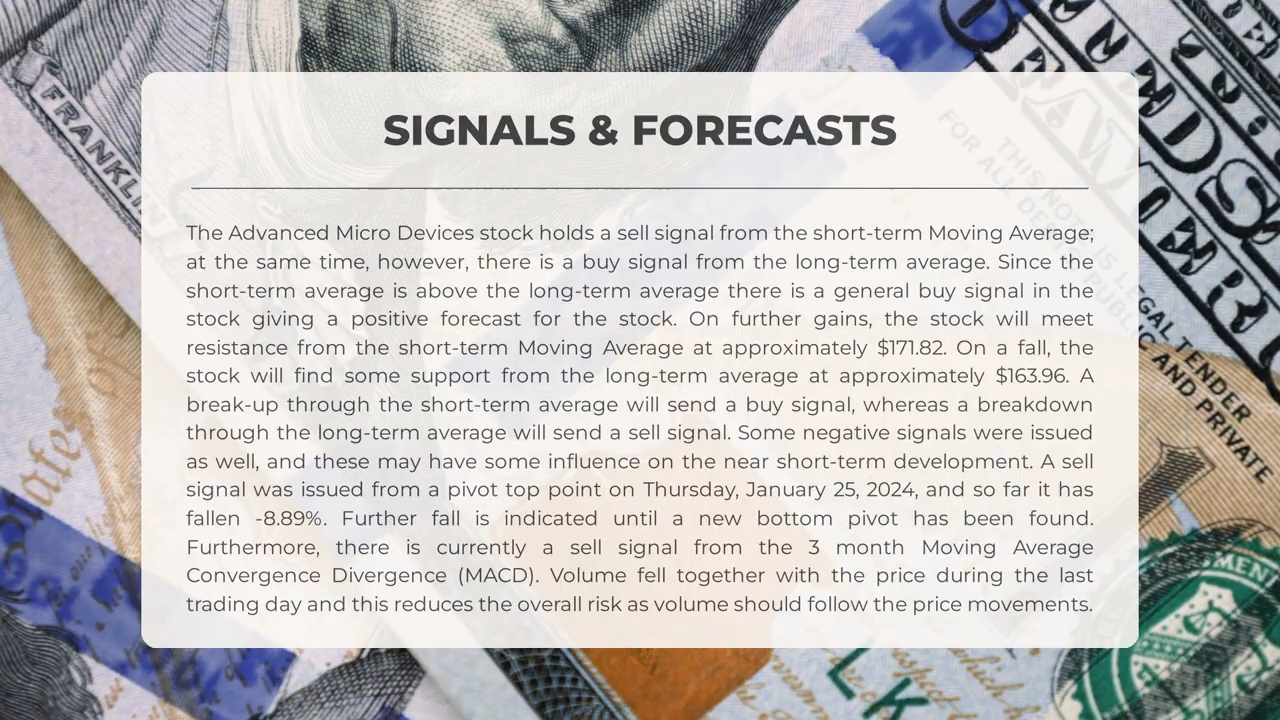 SIGNALS & FORECASTS
The Advanced Micro Devices stock holds a sell signal from the short-term Moving Average;
at the same time, however, there is a buy signal from the long-term average. Since the
short-term average is above the long-term average there is a general buy signal in the
stock giving a positive forecast for the stock. On further gains, the stock will meet
resistance from the short-term Moving Average at approximately $171.82. On a fall, the
stock will find some support from the long-term average at approximately $163.96. A
break-up through the short-term average will send a buy signal, whereas a breakdown
through the long-term average will send a sell signal. Some negative signals were issued
as well, and these may have some influence on the near short-term development. A sell
signal was issued from a pivot top point on Thursday, January 25, 2024, and so far it has
fallen -8.89%. Further fall is indicated until a new bottom pivot has been found.
Furthermore, there is currently a sell signal from the 3 month Moving Average
Convergence Divergence (MACD). Volume fell together with the price during the last
trading day and this reduces the overall risk as volume should follow the price movements.
FRANKLIN
THIS NOTE IS LEGAL TENDER
FOR ALL DEBTS PUBLIC AND PRIVATE